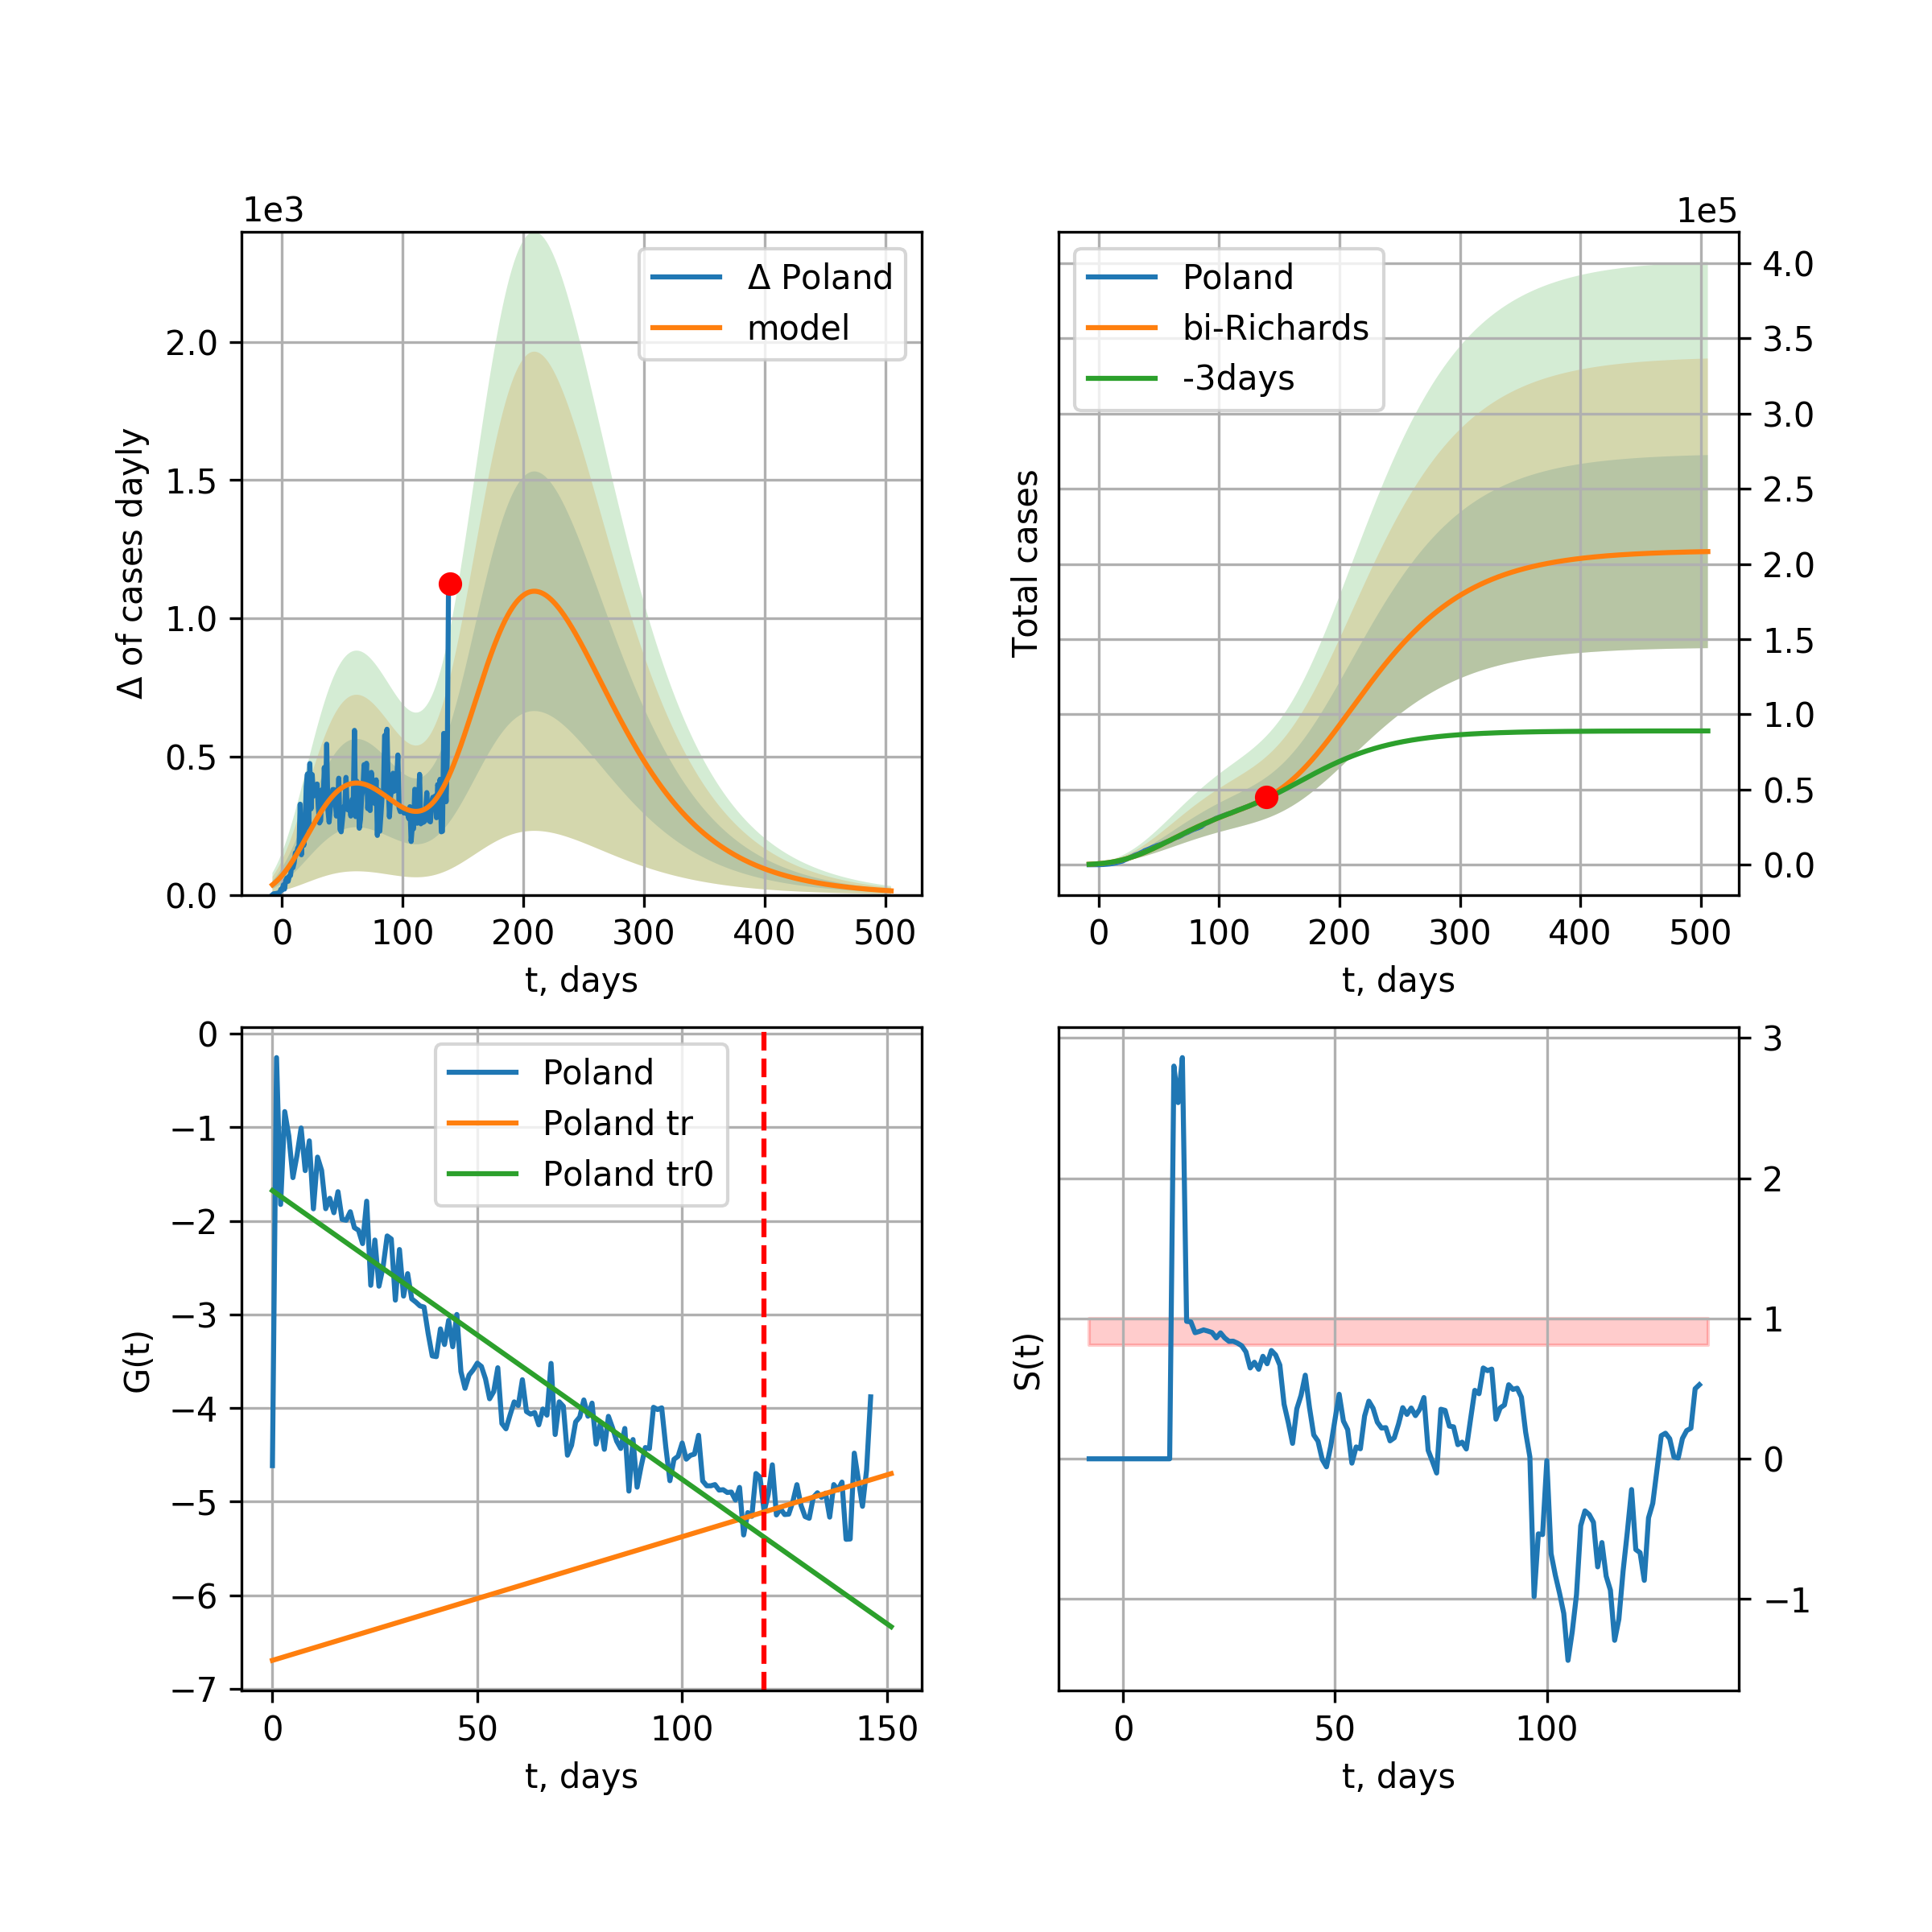 1e3
Δ of cases dayly
2.0
1.5
1.0
0.5
0.0
Δ Poland
model
0 100 200 300 400 500
t, days
1e5
Total cases
Poland
bi-Richards
-3days
4.0
3.5
3.0
2.5
2.0
1.5
1.0
0.5
0.0
0 100 200 300 400 500
t, days
G(t)
0
−1
−2
−3
−4
−5
−6
−7
Poland
Poland tr
Poland tr0
0 50 100 150
t, days
S(t)
3
2
1
0
−1
0 50 100
t, days